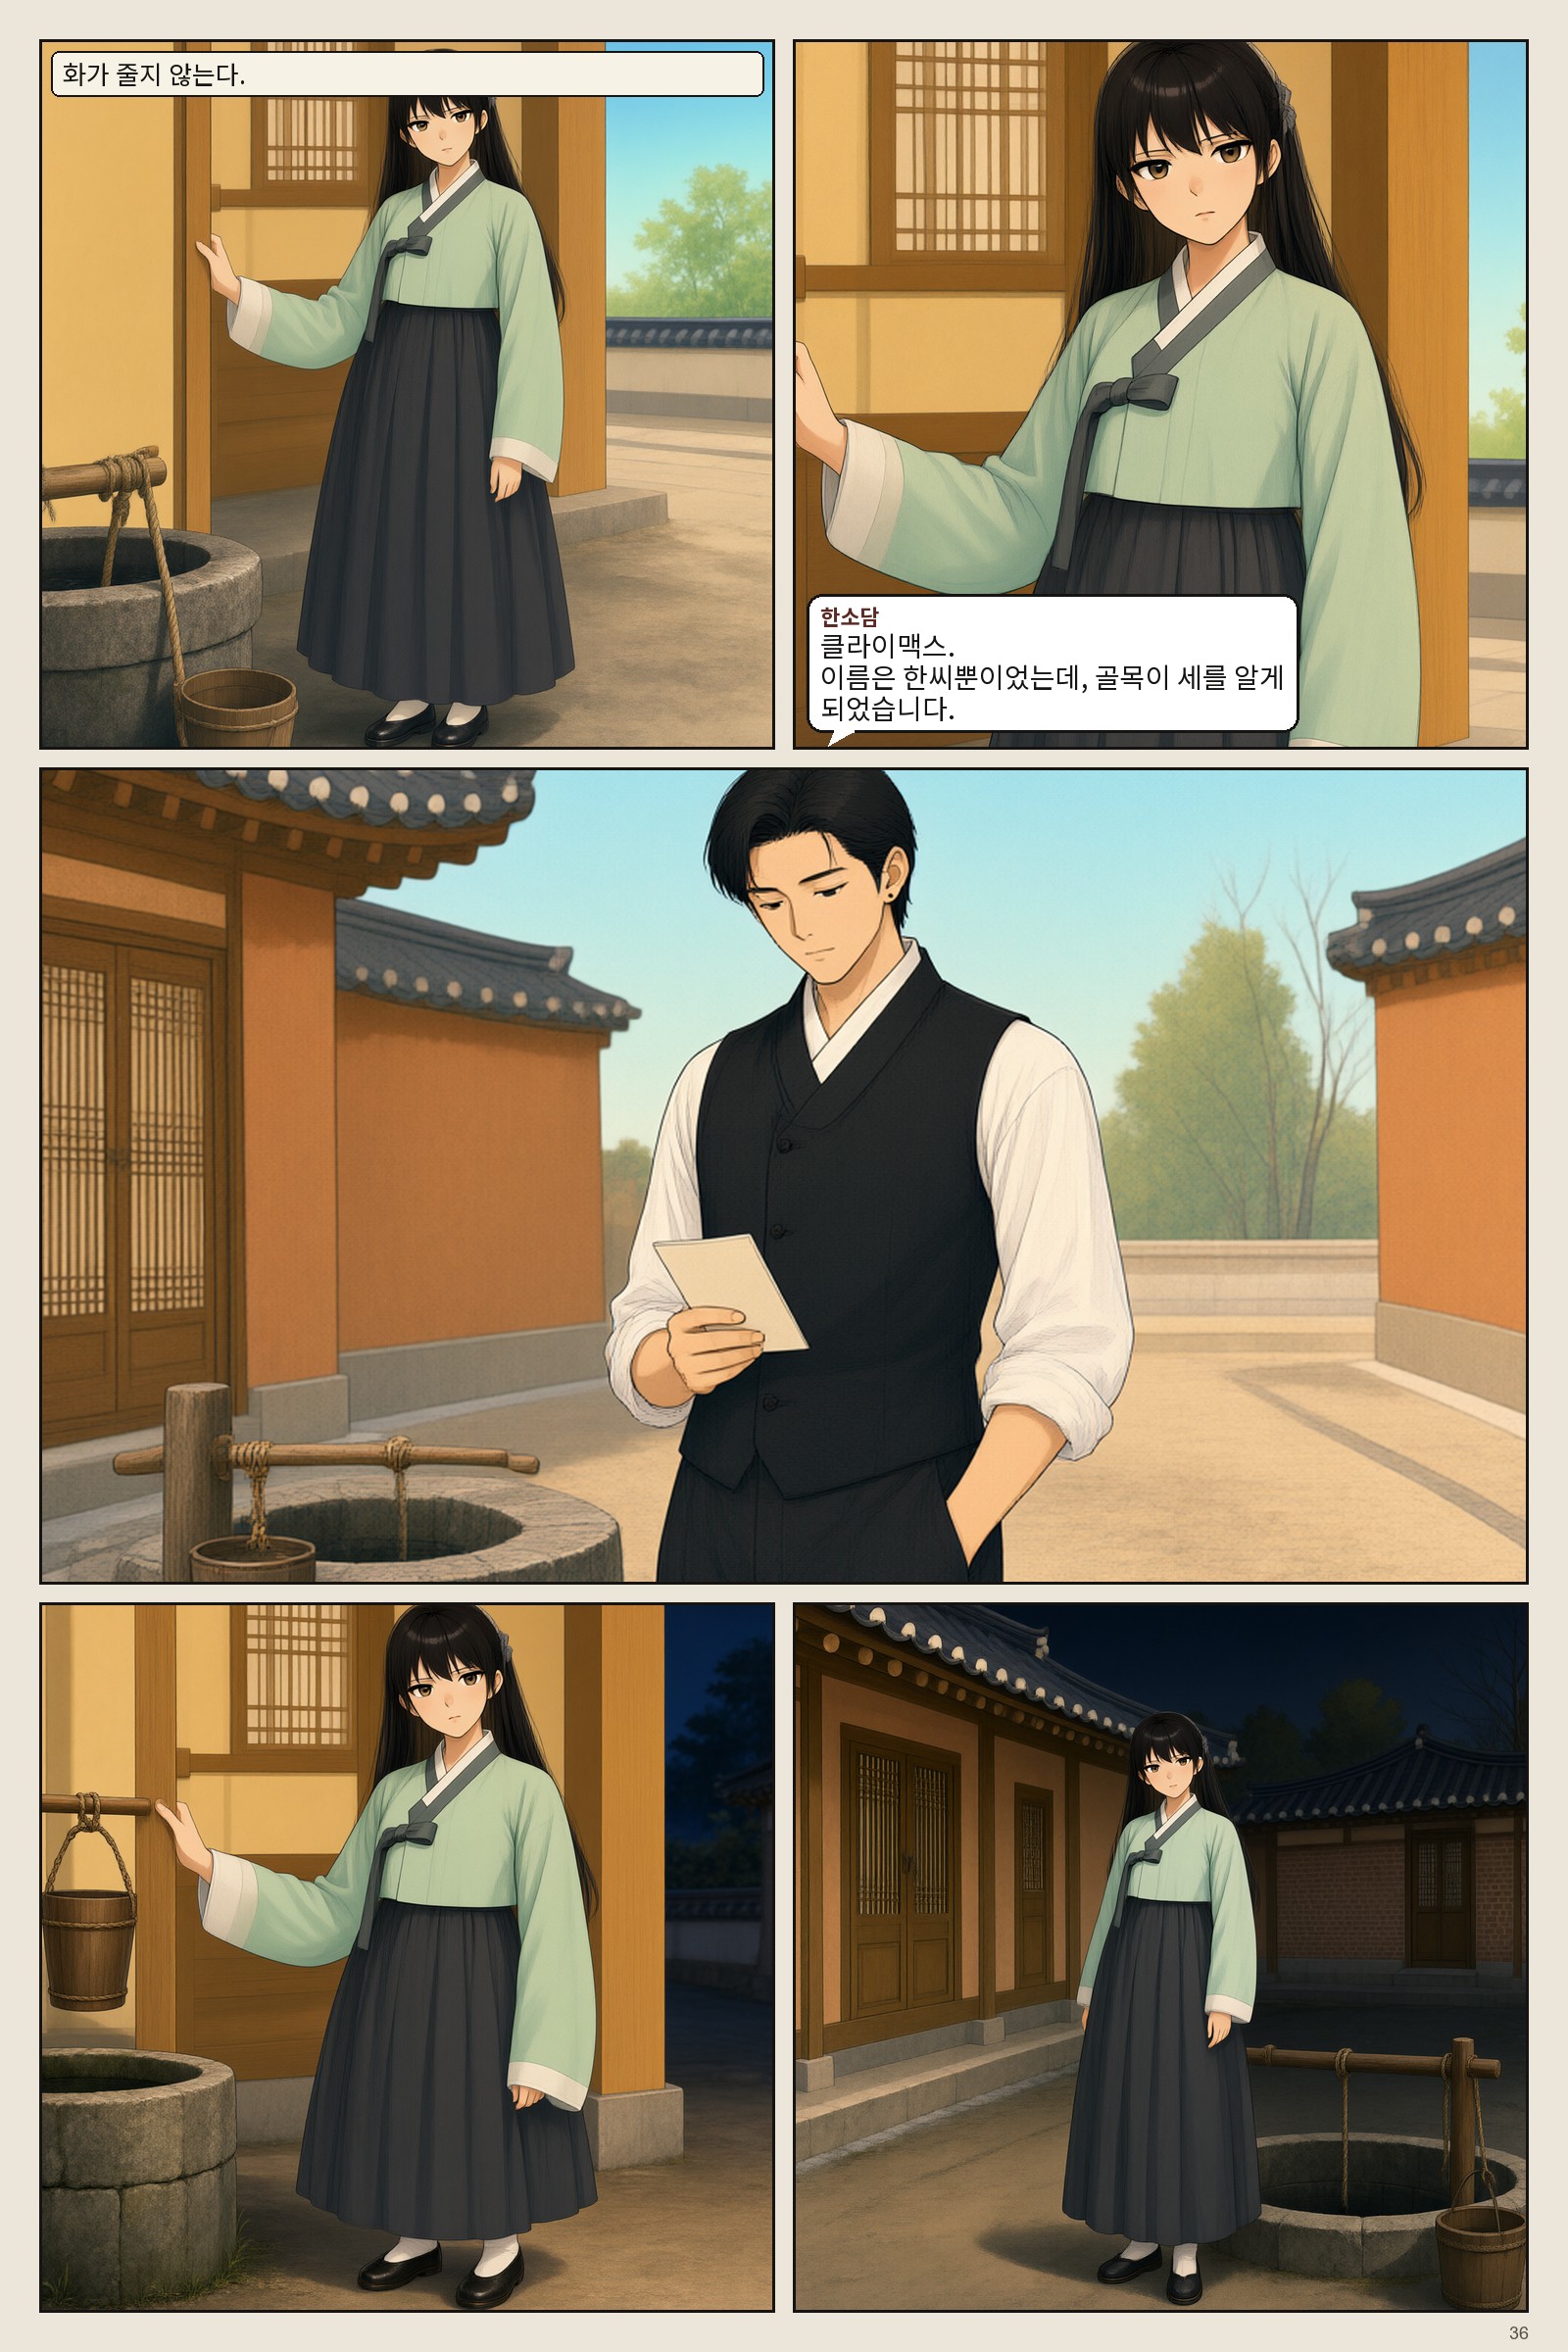 화가 줄지 않는다.
한소담
클라이맥스.
이름은 한씨뿐이었는데, 골목이 세를 알게
되었습니다.
36